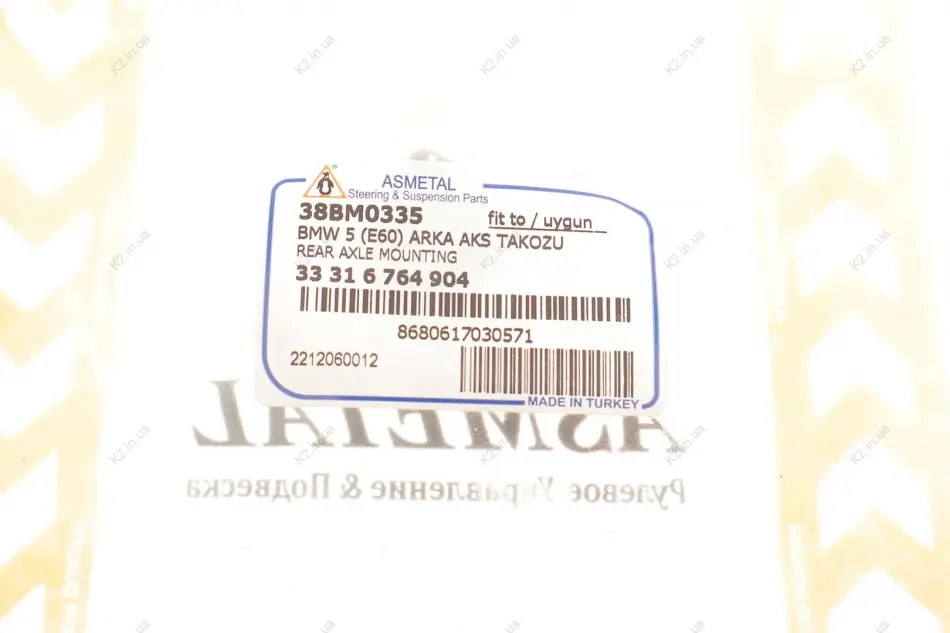 ASMETAL
Steering & Suspension Parts
38BM0335 fit to / uygun
BMW 5 (E60) ARKA AKS TAKOZU
REAR AXLE MOUNTING
33 31 6 764 904
8680617030571
2212060012
MADE IN TURKEY
ASMETAL
Рулевое Управление & Подвеска
K2.in.ua